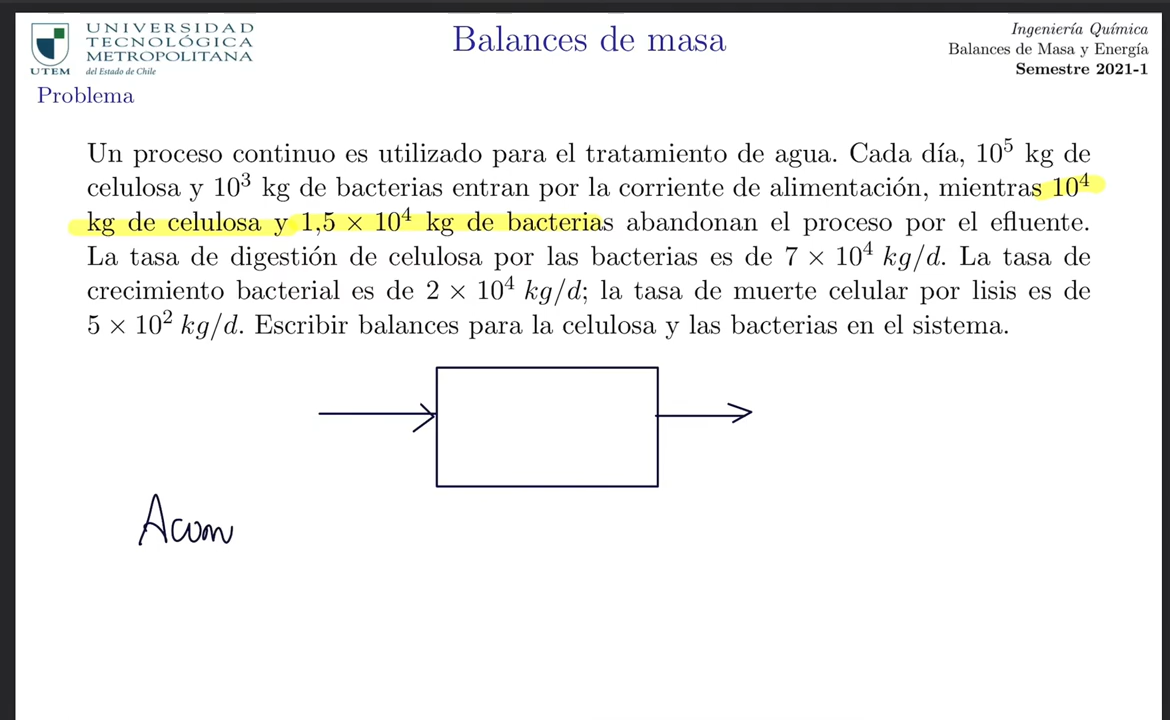 UNIVERSIDAD
TECNOLÓGICA
METROPOLITANA
UTEM del Estado de Chile
Balances de masa
Ingeniería Química
Balances de Masa y Energía
Semestre 2021-1
Problema
Un proceso continuo es utilizado para el tratamiento de agua. Cada día, 10⁵ kg de
celulosa y 10³ kg de bacterias entran por la corriente de alimentación, mientras 10⁴
kg de celulosa y 1,5 × 10⁴ kg de bacterias abandonan el proceso por el efluente.
La tasa de digestión de celulosa por las bacterias es de 7 × 10⁴ kg/d. La tasa de
crecimiento bacterial es de 2 × 10⁴ kg/d; la tasa de muerte celular por lisis es de
5 × 10² kg/d. Escribir balances para la celulosa y las bacterias en el sistema.
Acum